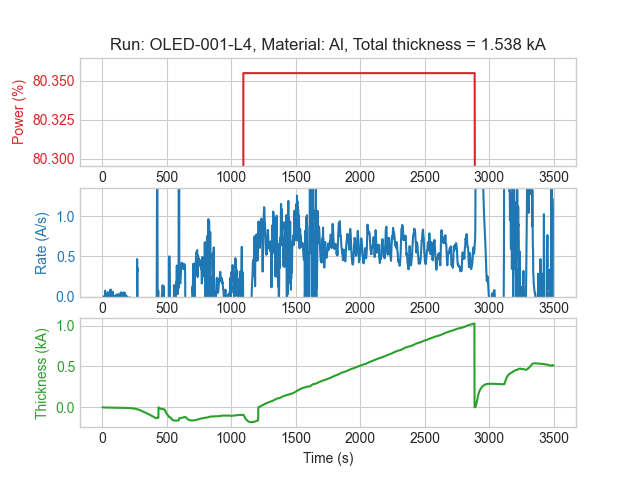 Run: OLED-001-L4, Material: Al, Total thickness = 1.538 kA
Power (%)
80.350
80.325
80.300
0 500 1000 1500 2000 2500 3000 3500
Rate (A/s)
1.0
0.5
0.0
0 500 1000 1500 2000 2500 3000 3500
Thickness (kA)
1.0
0.5
0.0
0 500 1000 1500 2000 2500 3000 3500
Time (s)